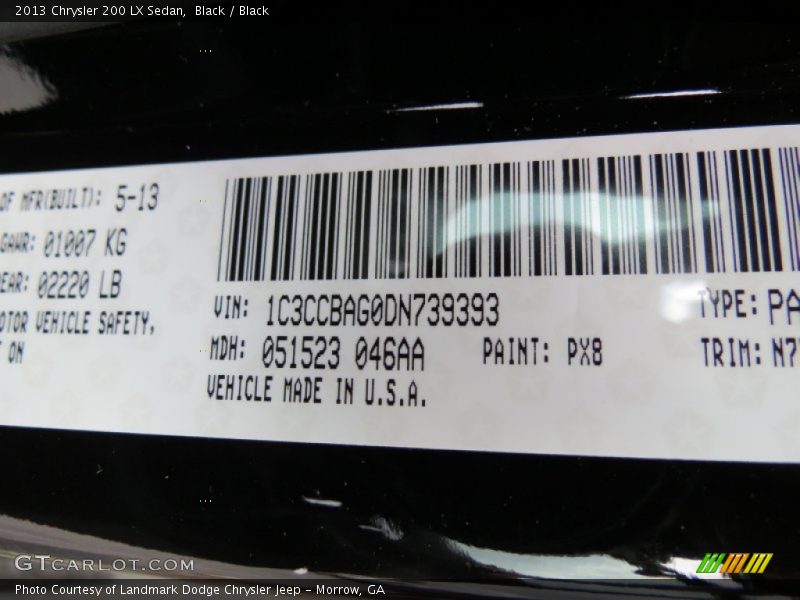 2013 Chrysler 200 LX Sedan, Black / Black
OF MFR(BUILT): 5-13
GAWR: 01007 KG
EAR: 02220 LB
OTOR VEHICLE SAFETY,
ON
VIN: 1C3CCBAG0DN739393
TYPE: PA
MDH: 051523 046AA
PAINT: PX8
TRIM: N7
VEHICLE MADE IN U.S.A.
GTCARLOT.COM
Photo Courtesy of Landmark Dodge Chrysler Jeep - Morrow, GA